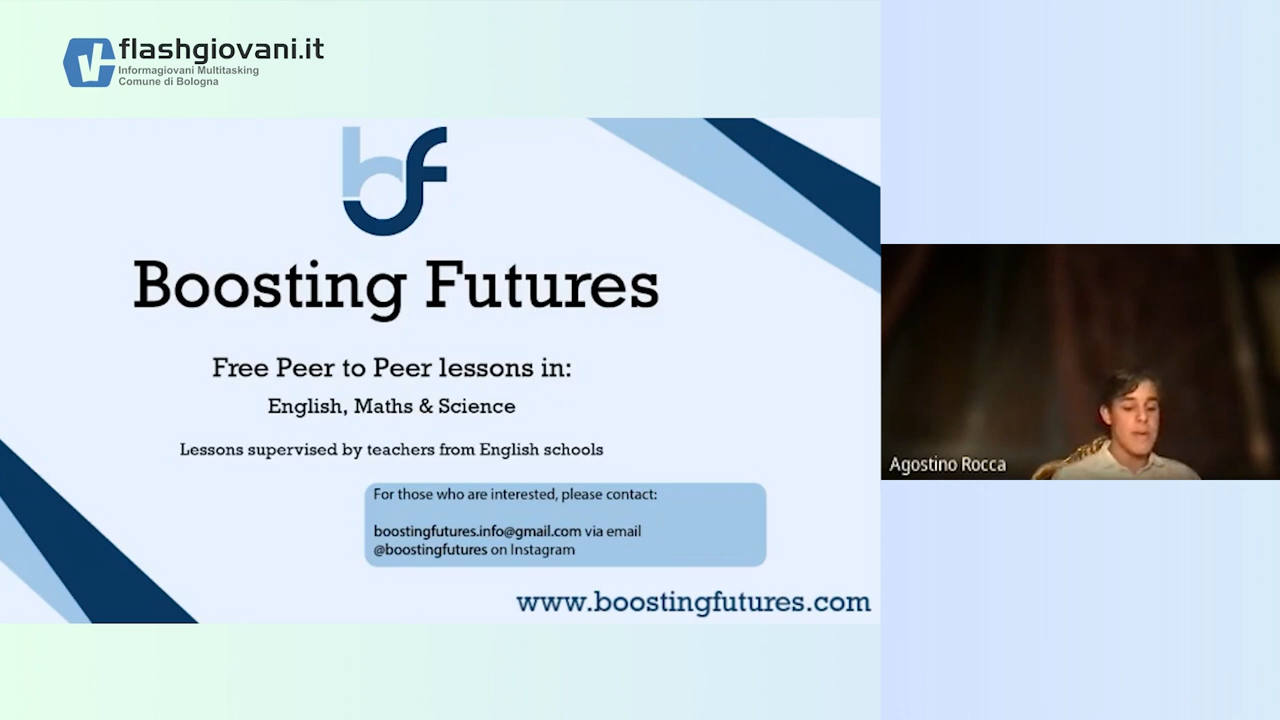 flashgiovani.it
Informagiovani Multitasking
Comune di Bologna
bf
Boosting Futures
Free Peer to Peer lessons in:
English, Maths & Science
Lessons supervised by teachers from English schools
For those who are interested, please contact:
boostingfutures.info@gmail.com via email
@boostingfutures on Instagram
www.boostingfutures.com
Agostino Rocca